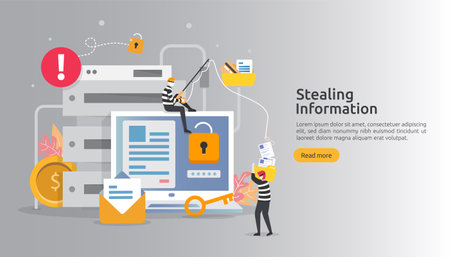 Stealing
Information
Lorem ipsum dolor sit amet, consectetuer adipiscing
elit, sed diam nonummy nibh euismod tincidunt ut
laoreet dolore magna aliquam erat volutpat.
Read more